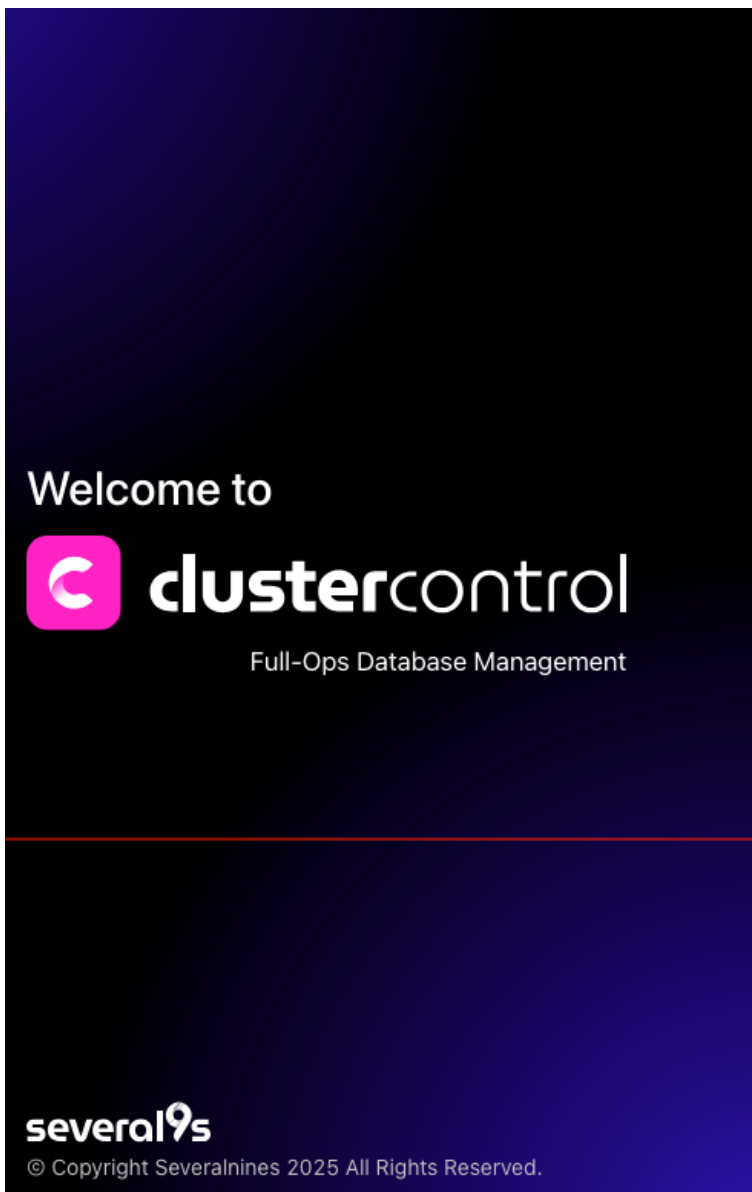 Welcome to
clustercontrol
Full-Ops Database Management
several9s
© Copyright Severalnines 2025 All Rights Reserved.